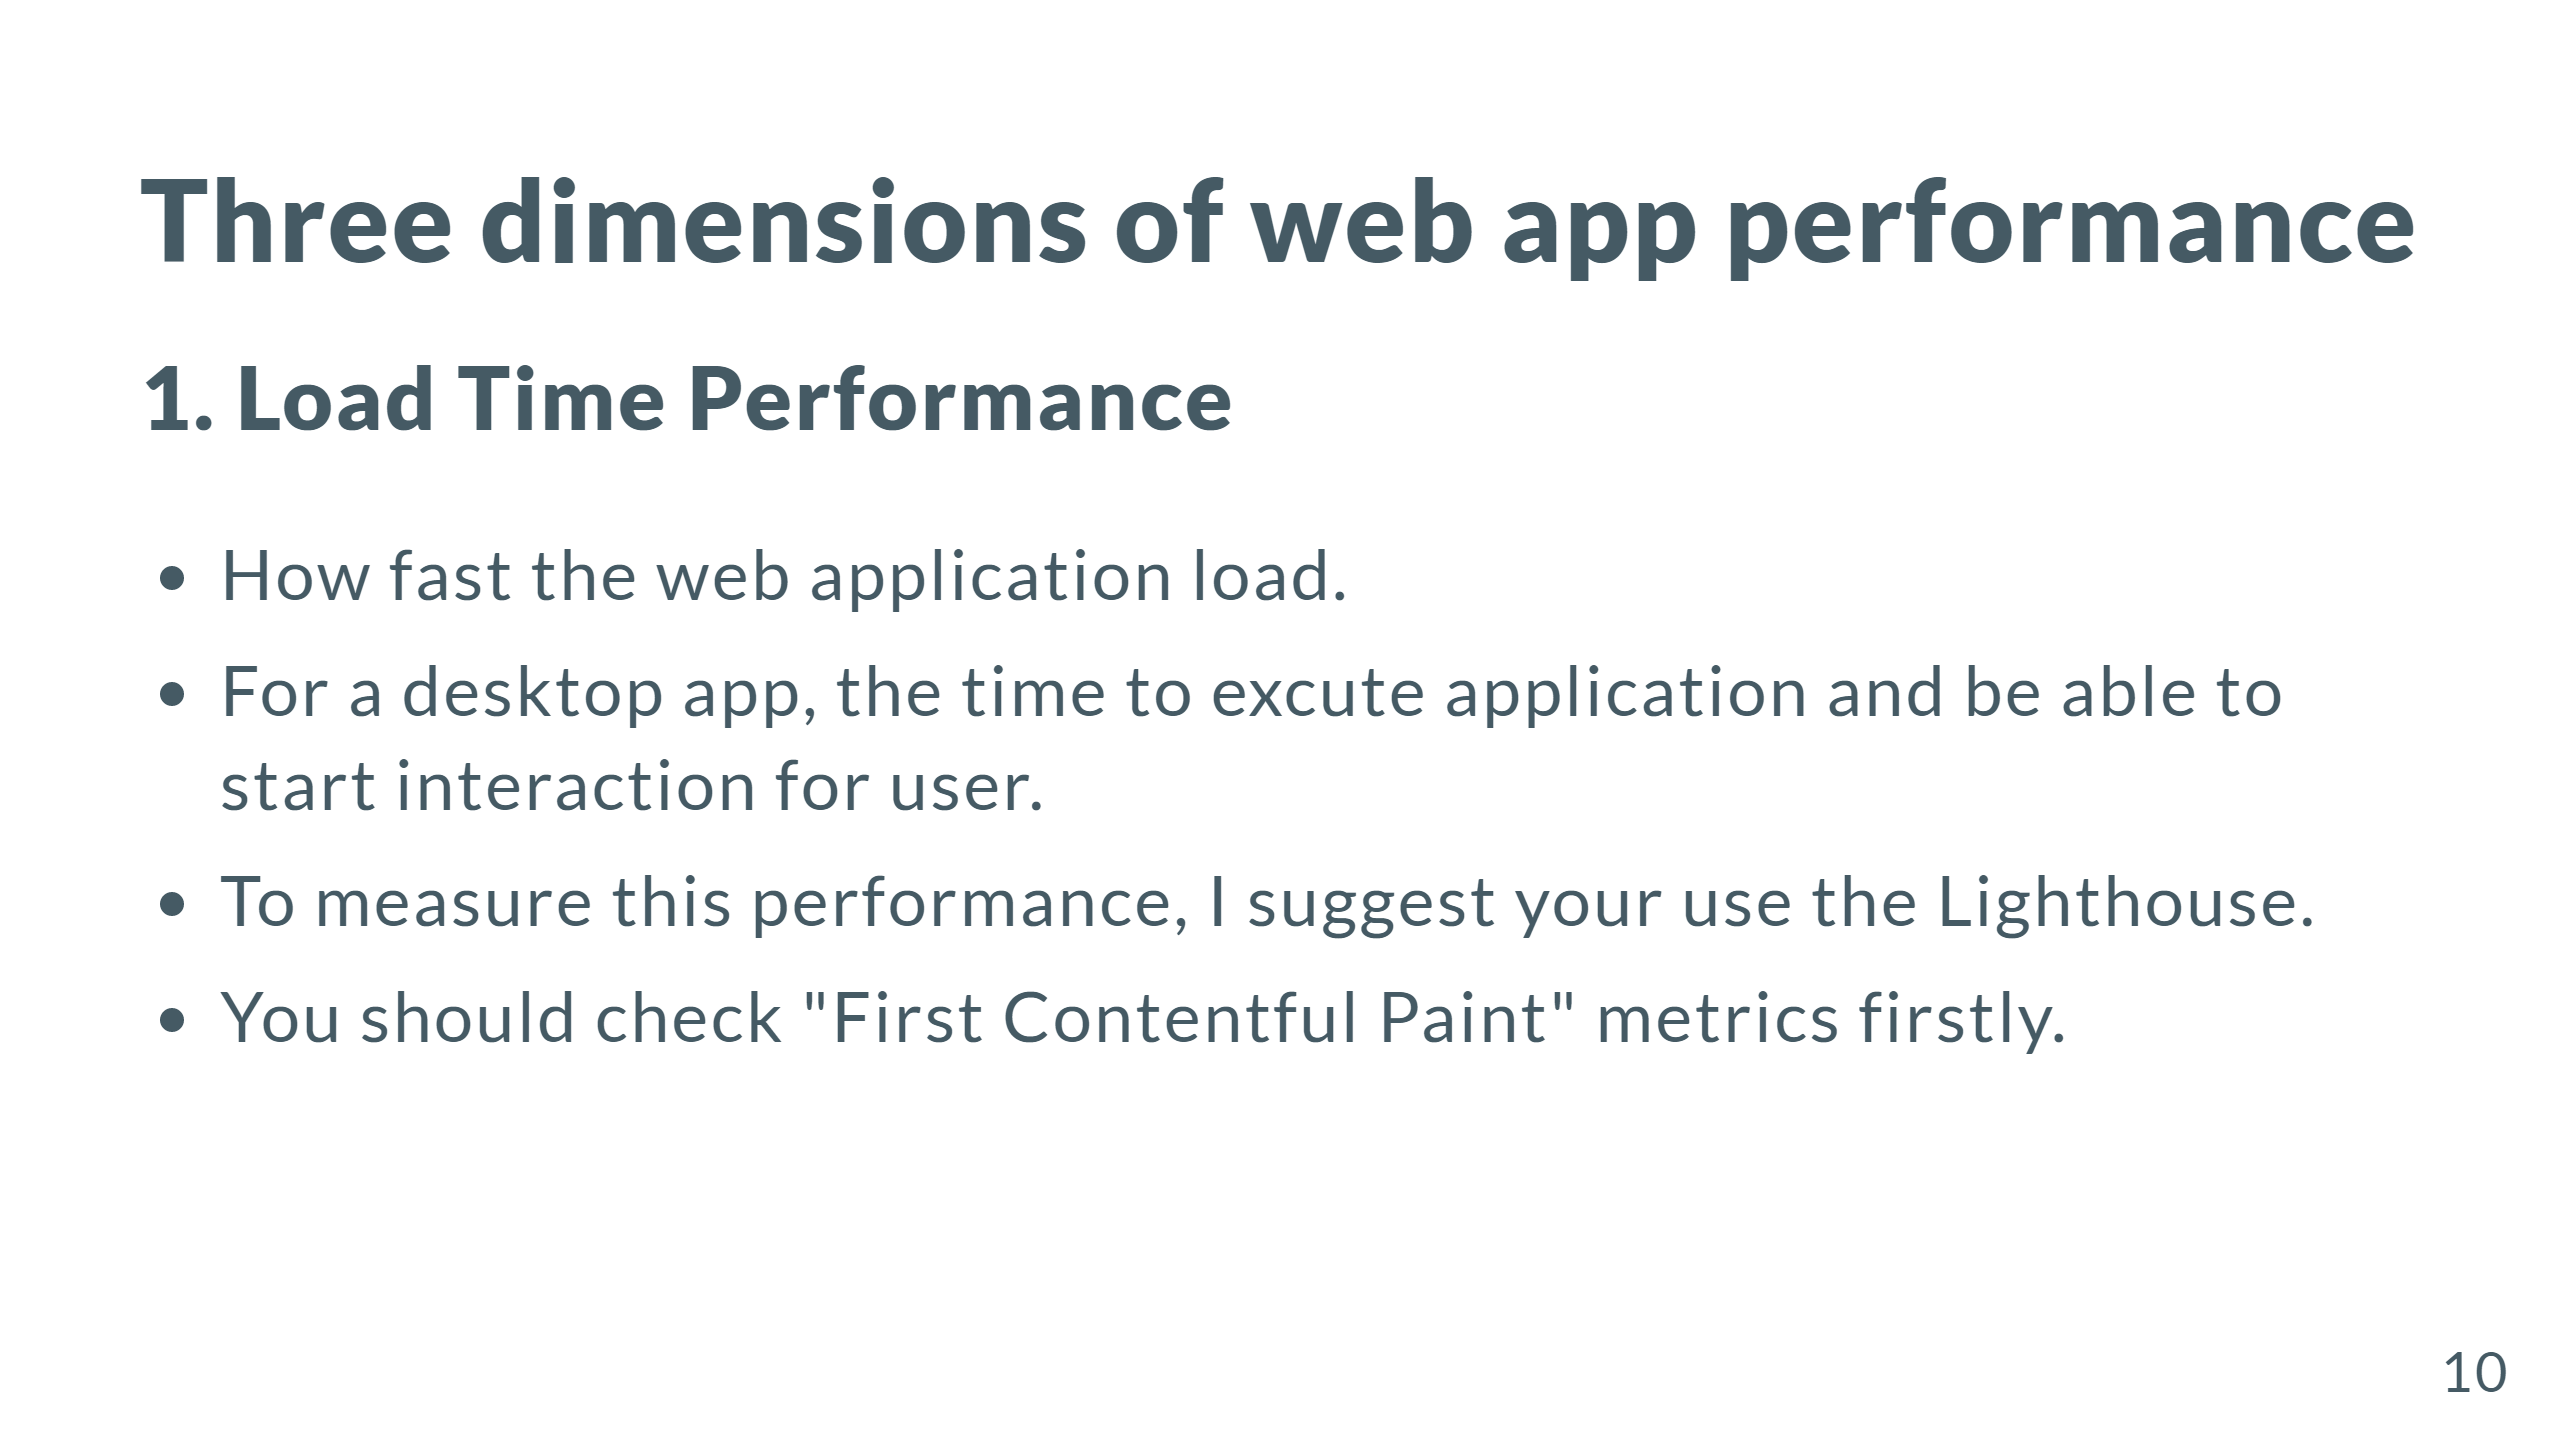 Three dimensions of web app performance
1. Load Time Performance
• How fast the web application load.
• For a desktop app, the time to excute application and be able to
start interaction for user.
• To measure this performance, I suggest your use the Lighthouse.
• You should check "First Contentful Paint" metrics firstly.
10